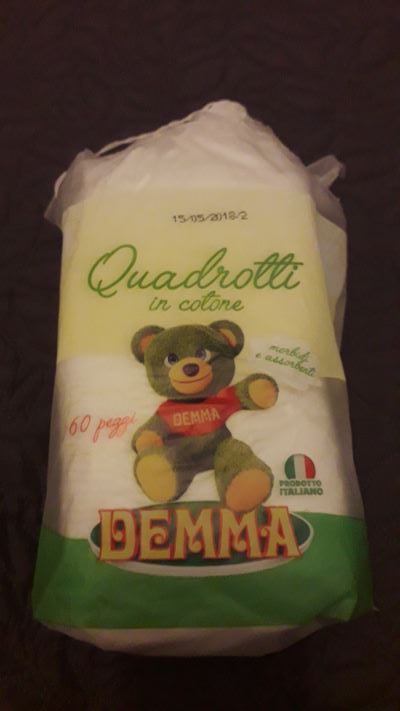 15/05/2018/2
Quadrotti
in cotone
morbidi
e assorbenti
DEMMA
60 pezzi
PRODOTTO
ITALIANO
DEMMA